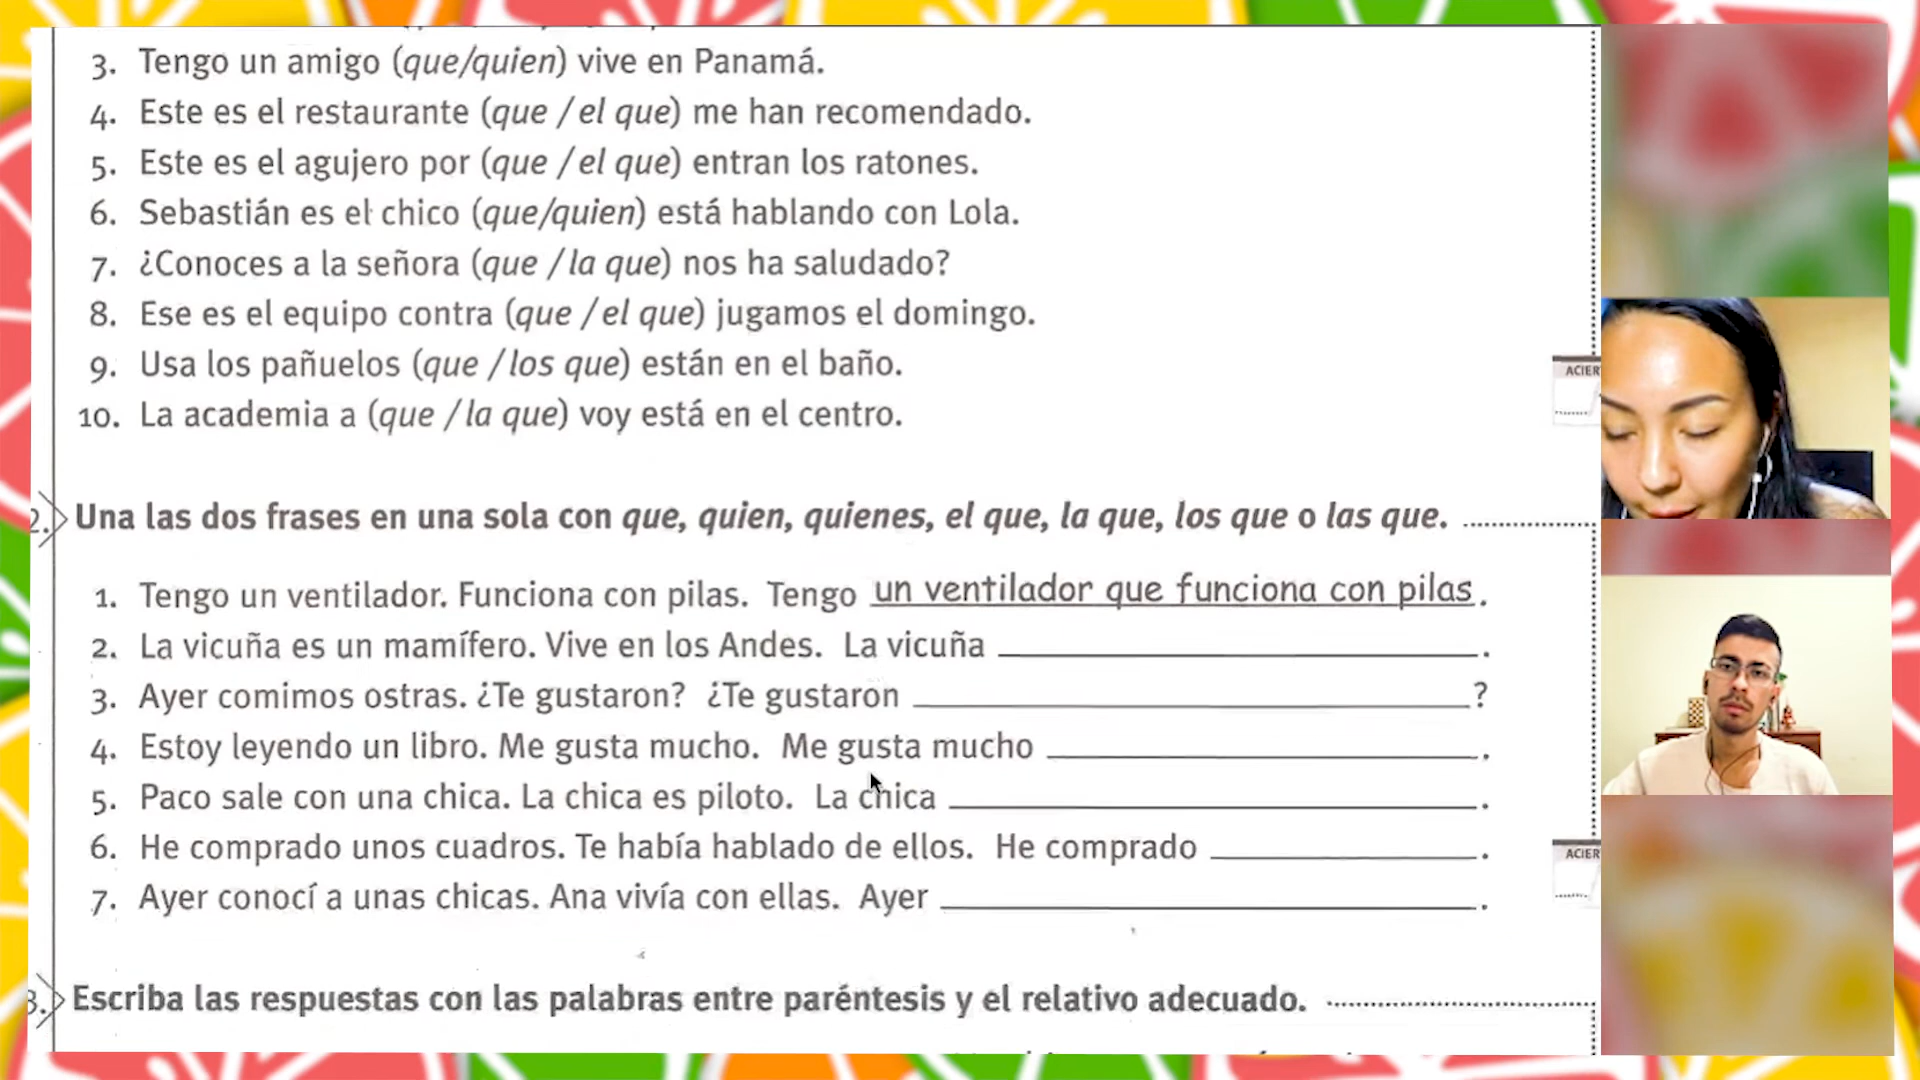 3. Tengo un amigo (que/quien) vive en Panamá.
4. Este es el restaurante (que / el que) me han recomendado.
5. Este es el agujero por (que / el que) entran los ratones.
6. Sebastián es el chico (que/quien) está hablando con Lola.
7. ¿Conoces a la señora (que / la que) nos ha saludado?
8. Ese es el equipo contra (que / el que) jugamos el domingo.
9. Usa los pañuelos (que / los que) están en el baño.
ACIER
10. La academia a (que / la que) voy está en el centro.
2. Una las dos frases en una sola con que, quien, quienes, el que, la que, los que o las que.
1. Tengo un ventilador. Funciona con pilas. Tengo un ventilador que funciona con pilas.
2. La vicuña es un mamífero. Vive en los Andes. La vicuña ____.
3. Ayer comimos ostras. ¿Te gustaron? ¿Te gustaron ____?
4. Estoy leyendo un libro. Me gusta mucho. Me gusta mucho ____.
5. Paco sale con una chica. La chica es piloto. La chica ____.
6. He comprado unos cuadros. Te había hablado de ellos. He comprado ____.
ACIER
7. Ayer conocí a unas chicas. Ana vivía con ellas. Ayer ____.
3. Escriba las respuestas con las palabras entre paréntesis y el relativo adecuado.